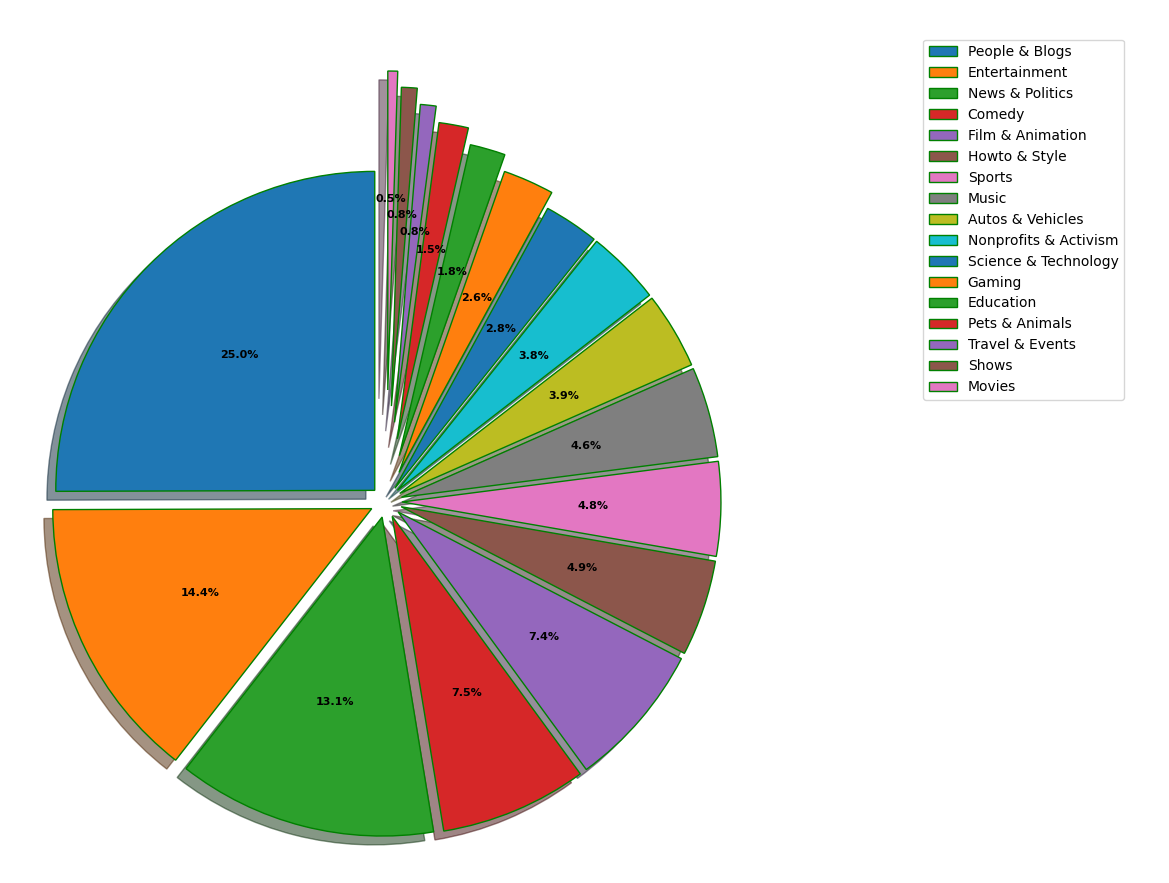 0.5%
0.8%
0.8%
1.5%
1.8%
2.6%
2.8%
3.8%
3.9%
4.6%
4.8%
4.9%
7.4%
7.5%
13.1%
14.4%
25.0%
People & Blogs
Entertainment
News & Politics
Comedy
Film & Animation
Howto & Style
Sports
Music
Autos & Vehicles
Nonprofits & Activism
Science & Technology
Gaming
Education
Pets & Animals
Travel & Events
Shows
Movies